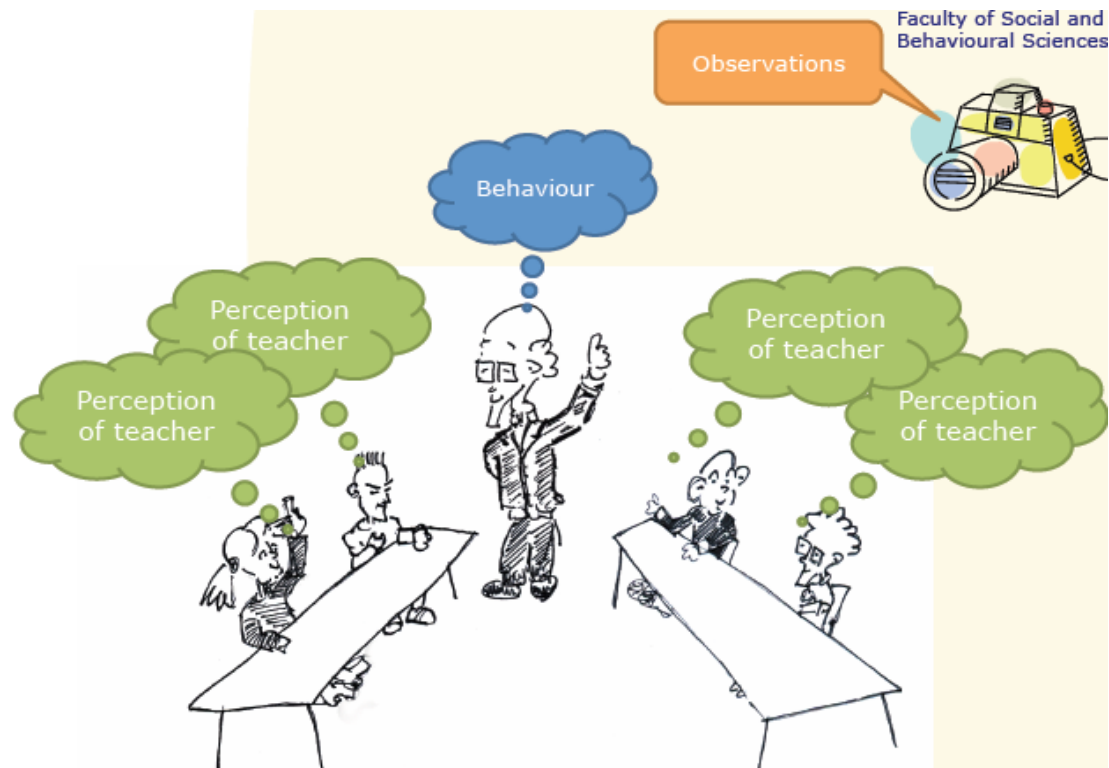 Faculty of Social and
Behavioural Sciences
Observations
Behaviour
Perception
of teacher
Perception
of teacher
Perception
of teacher
Perception
of teacher